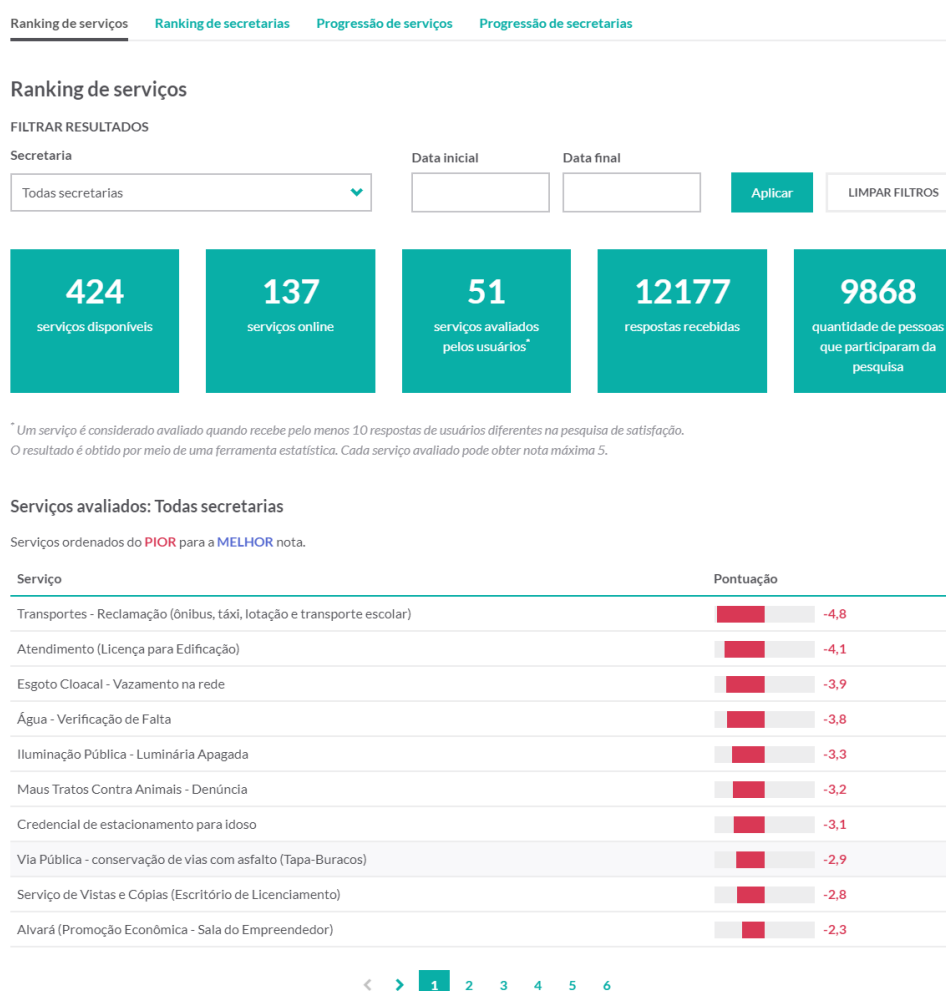 Ranking de serviços Ranking de secretarias Progressão de serviços Progressão de secretarias
Ranking de serviços
FILTRAR RESULTADOS
Secretaria Data inicial Data final
Todas secretarias Aplicar LIMPAR FILTROS
424 137 51 12177 9868
serviços disponíveis serviços online serviços avaliados respostas recebidas quantidade de pessoas
pelos usuários* que participaram da
pesquisa
* Um serviço é considerado avaliado quando recebe pelo menos 10 respostas de usuários diferentes na pesquisa de satisfação.
O resultado é obtido por meio de uma ferramenta estatística. Cada serviço avaliado pode obter nota máxima 5.
Serviços avaliados: Todas secretarias
Serviços ordenados do PIOR para a MELHOR nota.
Serviço Pontuação
Transportes - Reclamação (ônibus, táxi, lotação e transporte escolar) -4,8
Atendimento (Licença para Edificação) -4,1
Esgoto Cloacal - Vazamento na rede -3,9
Água - Verificação de Falta -3,8
Iluminação Pública - Luminária Apagada -3,3
Maus Tratos Contra Animais - Denúncia -3,2
Credencial de estacionamento para idoso -3,1
Via Pública - conservação de vias com asfalto (Tapa-Buracos) -2,9
Serviço de Vistas e Cópias (Escritório de Licenciamento) -2,8
Alvará (Promoção Econômica - Sala do Empreendedor) -2,3
1 2 3 4 5 6